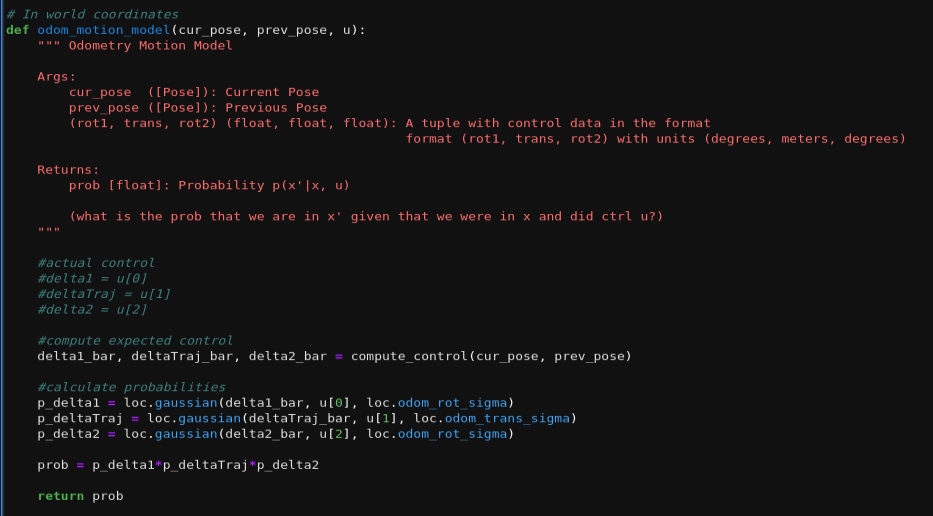 # In world coordinates
def odom_motion_model(cur_pose, prev_pose, u):
    """ Odometry Motion Model

    Args:
        cur_pose  ([Pose]): Current Pose
        prev_pose ([Pose]): Previous Pose
        (rot1, trans, rot2) (float, float, float): A tuple with control data in the format
                                                   format (rot1, trans, rot2) with units (degrees, meters, degrees)

    Returns:
        prob [float]: Probability p(x'|x, u)

        (what is the prob that we are in x' given that we were in x and did ctrl u?)
    """

    #actual control
    #delta1 = u[0]
    #deltaTraj = u[1]
    #delta2 = u[2]

    #compute expected control
    delta1_bar, deltaTraj_bar, delta2_bar = compute_control(cur_pose, prev_pose)

    #calculate probabilities
    p_delta1 = loc.gaussian(delta1_bar, u[0], loc.odom_rot_sigma)
    p_deltaTraj = loc.gaussian(deltaTraj_bar, u[1], loc.odom_trans_sigma)
    p_delta2 = loc.gaussian(delta2_bar, u[2], loc.odom_rot_sigma)

    prob = p_delta1*p_deltaTraj*p_delta2

    return prob